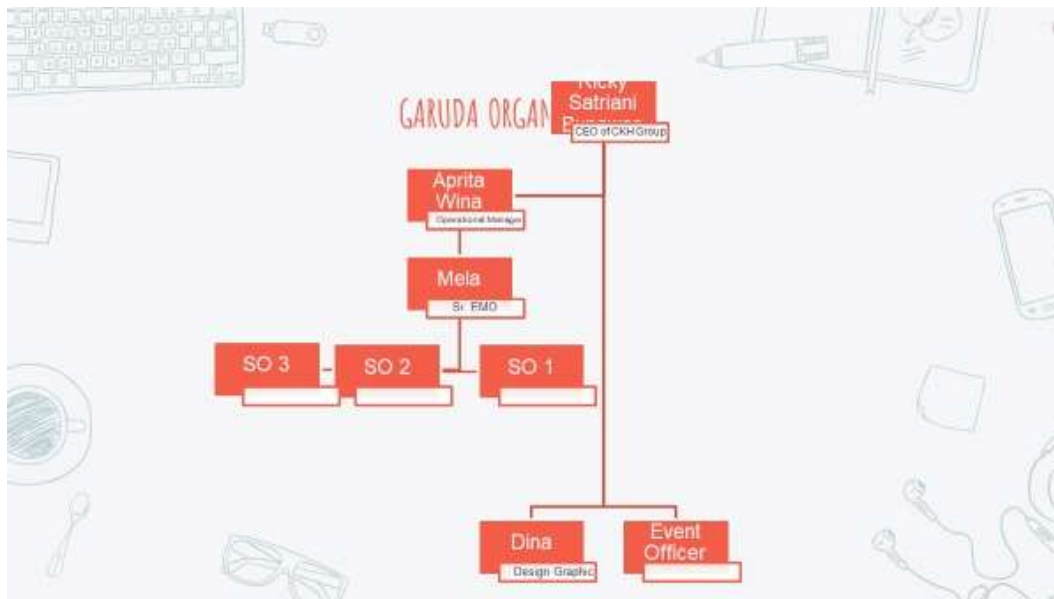 GARUDA ORGAN
Ricky
Satriani
CEO of CKH Group
Aprita
Wina
Operational Manager
Mela
Sr. EMO
SO 3
SO 2
SO 1
Dina
Design Graphic
Event
Officer